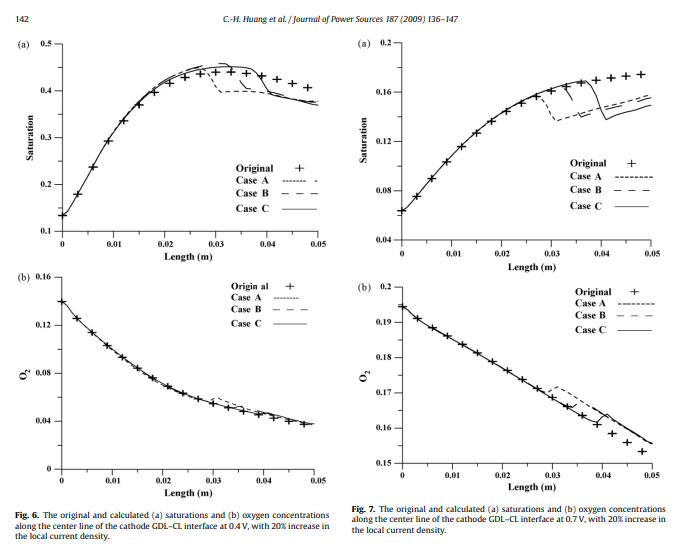 142
C.-H. Huang et al. / Journal of Power Sources 187 (2009) 136–147
(a)
0.5
0.4
0.3
0.2
0.1
Saturation
Original
Case A
Case B
Case C
0 0.01 0.02 0.03 0.04 0.05
Length (m)
(b)
0.16
0.12
0.08
0.04
0
O2
Origin al
Case A
Case B
Case C
0 0.01 0.02 0.03 0.04 0.05
Length (m)
Fig. 6. The original and calculated (a) saturations and (b) oxygen concentrations
along the center line of the cathode GDL–CL interface at 0.4 V, with 20% increase in
the local current density.
(a)
0.2
0.16
0.12
0.08
0.04
Saturation
Original
Case A
Case B
Case C
0 0.01 0.02 0.03 0.04 0.05
Length (m)
(b)
0.2
0.19
0.18
0.17
0.16
0.15
O2
Original
Case A
Case B
Case C
0 0.01 0.02 0.03 0.04 0.05
Length (m)
Fig. 7. The original and calculated (a) saturations and (b) oxygen concentrations
along the center line of the cathode GDL–CL interface at 0.7 V, with 20% increase in
the local current density.